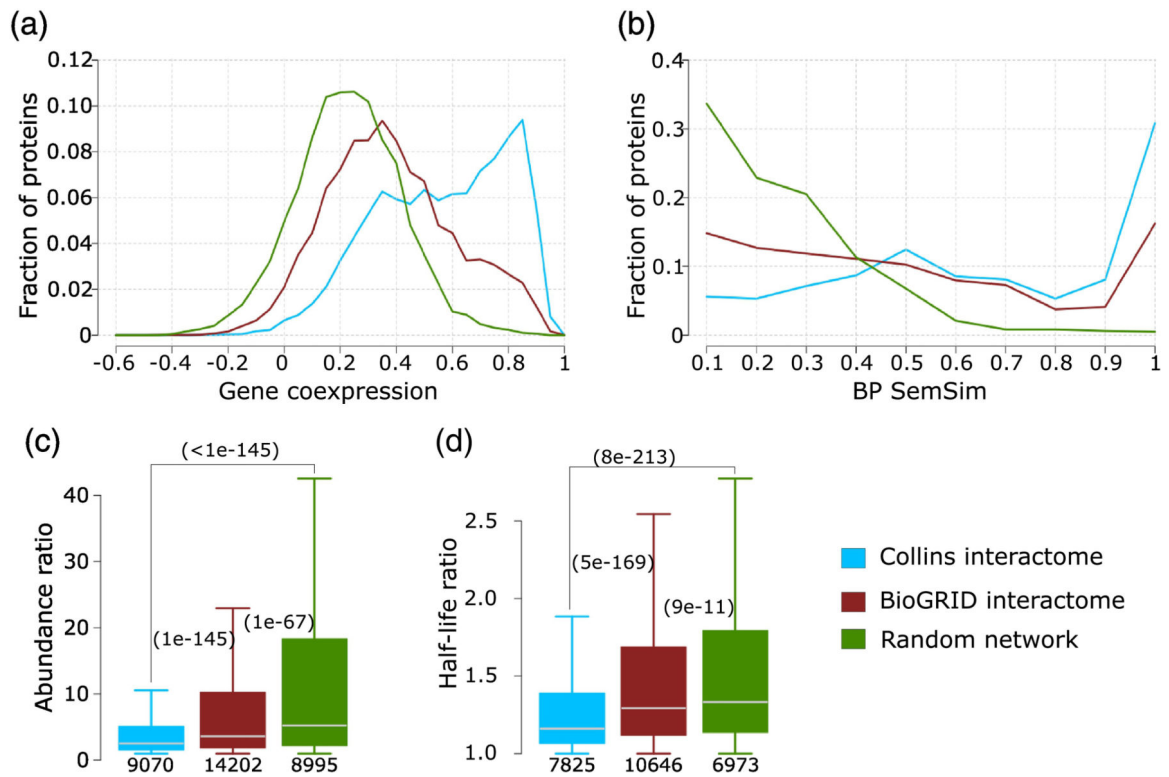 (a)
0.12
0.10
0.08
0.06
0.04
0.02
0
Fraction of proteins
-0.6 -0.4 -0.2 0 0.2 0.4 0.6 0.8 1
Gene coexpression
(b)
0.4
0.3
0.2
0.1
0
Fraction of proteins
0.1 0.2 0.3 0.4 0.5 0.6 0.7 0.8 0.9 1
BP SemSim
(c)
(<1e-145)
40
30
20
10
0
Abundance ratio
(1e-145)
(1e-67)
9070 14202 8995
(d)
(8e-213)
2.5
2.0
1.5
1.0
Half-life ratio
(5e-169)
(9e-11)
7825 10646 6973
Collins interactome
BioGRID interactome
Random network